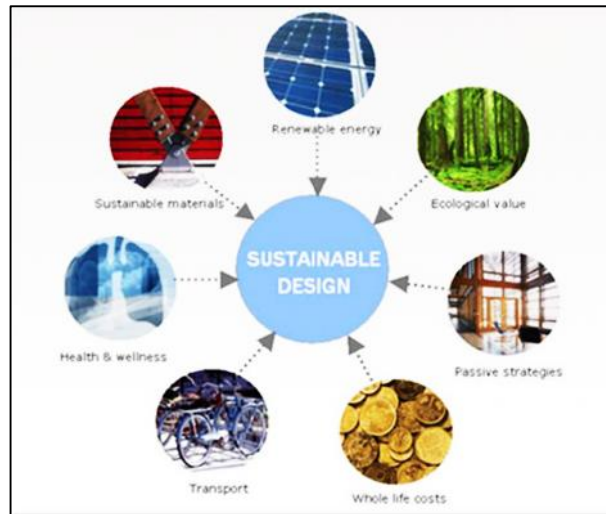 Renewable energy
Sustainable materials
Ecological value
SUSTAINABLE
DESIGN
Health & wellness
Passive strategies
Transport
Whole life costs